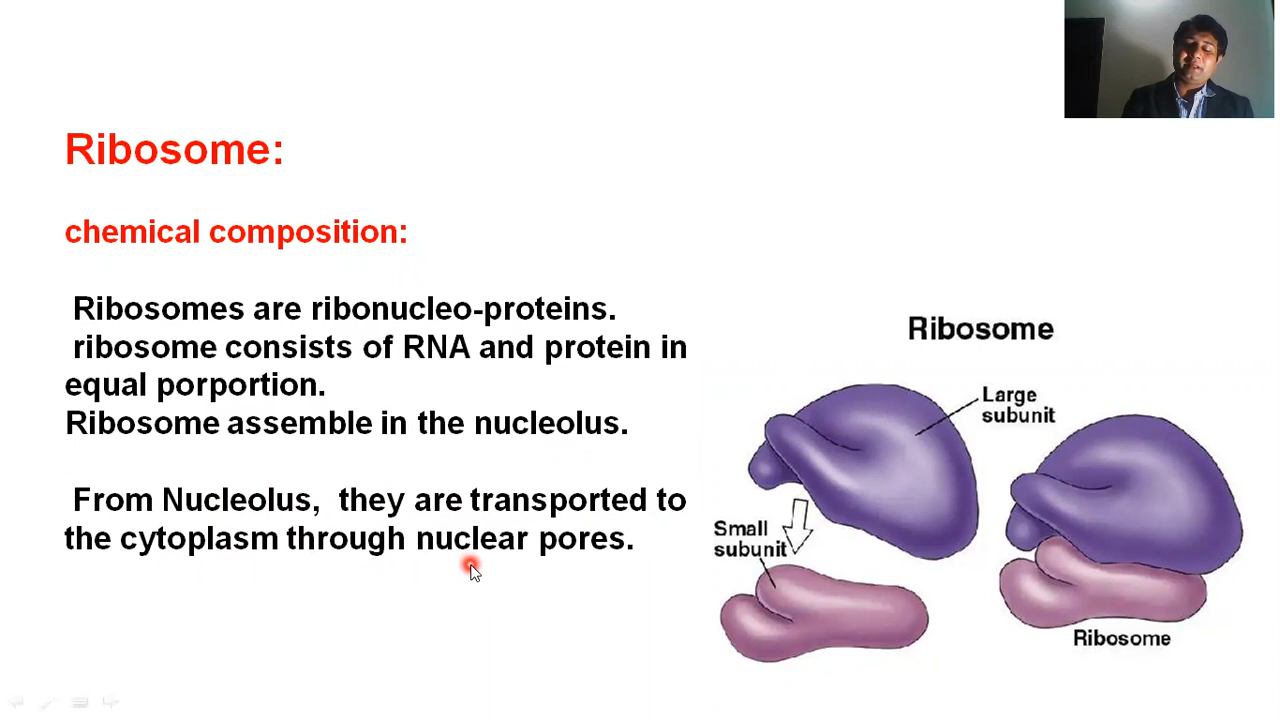 Ribosome:
chemical composition:
Ribosomes are ribonucleo-proteins.
ribosome consists of RNA and protein in
equal porportion.
Ribosome assemble in the nucleolus.
From Nucleolus, they are transported to
the cytoplasm through nuclear pores.
Ribosome
Large
subunit
Small
subunit
Ribosome